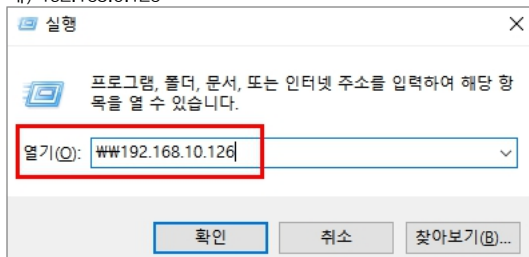 실행
프로그램, 폴더, 문서, 또는 인터넷 주소를 입력하여 해당 항
목을 열 수 있습니다.
열기(O): ₩₩192.168.10.126
확인 취소 찾아보기(B)...